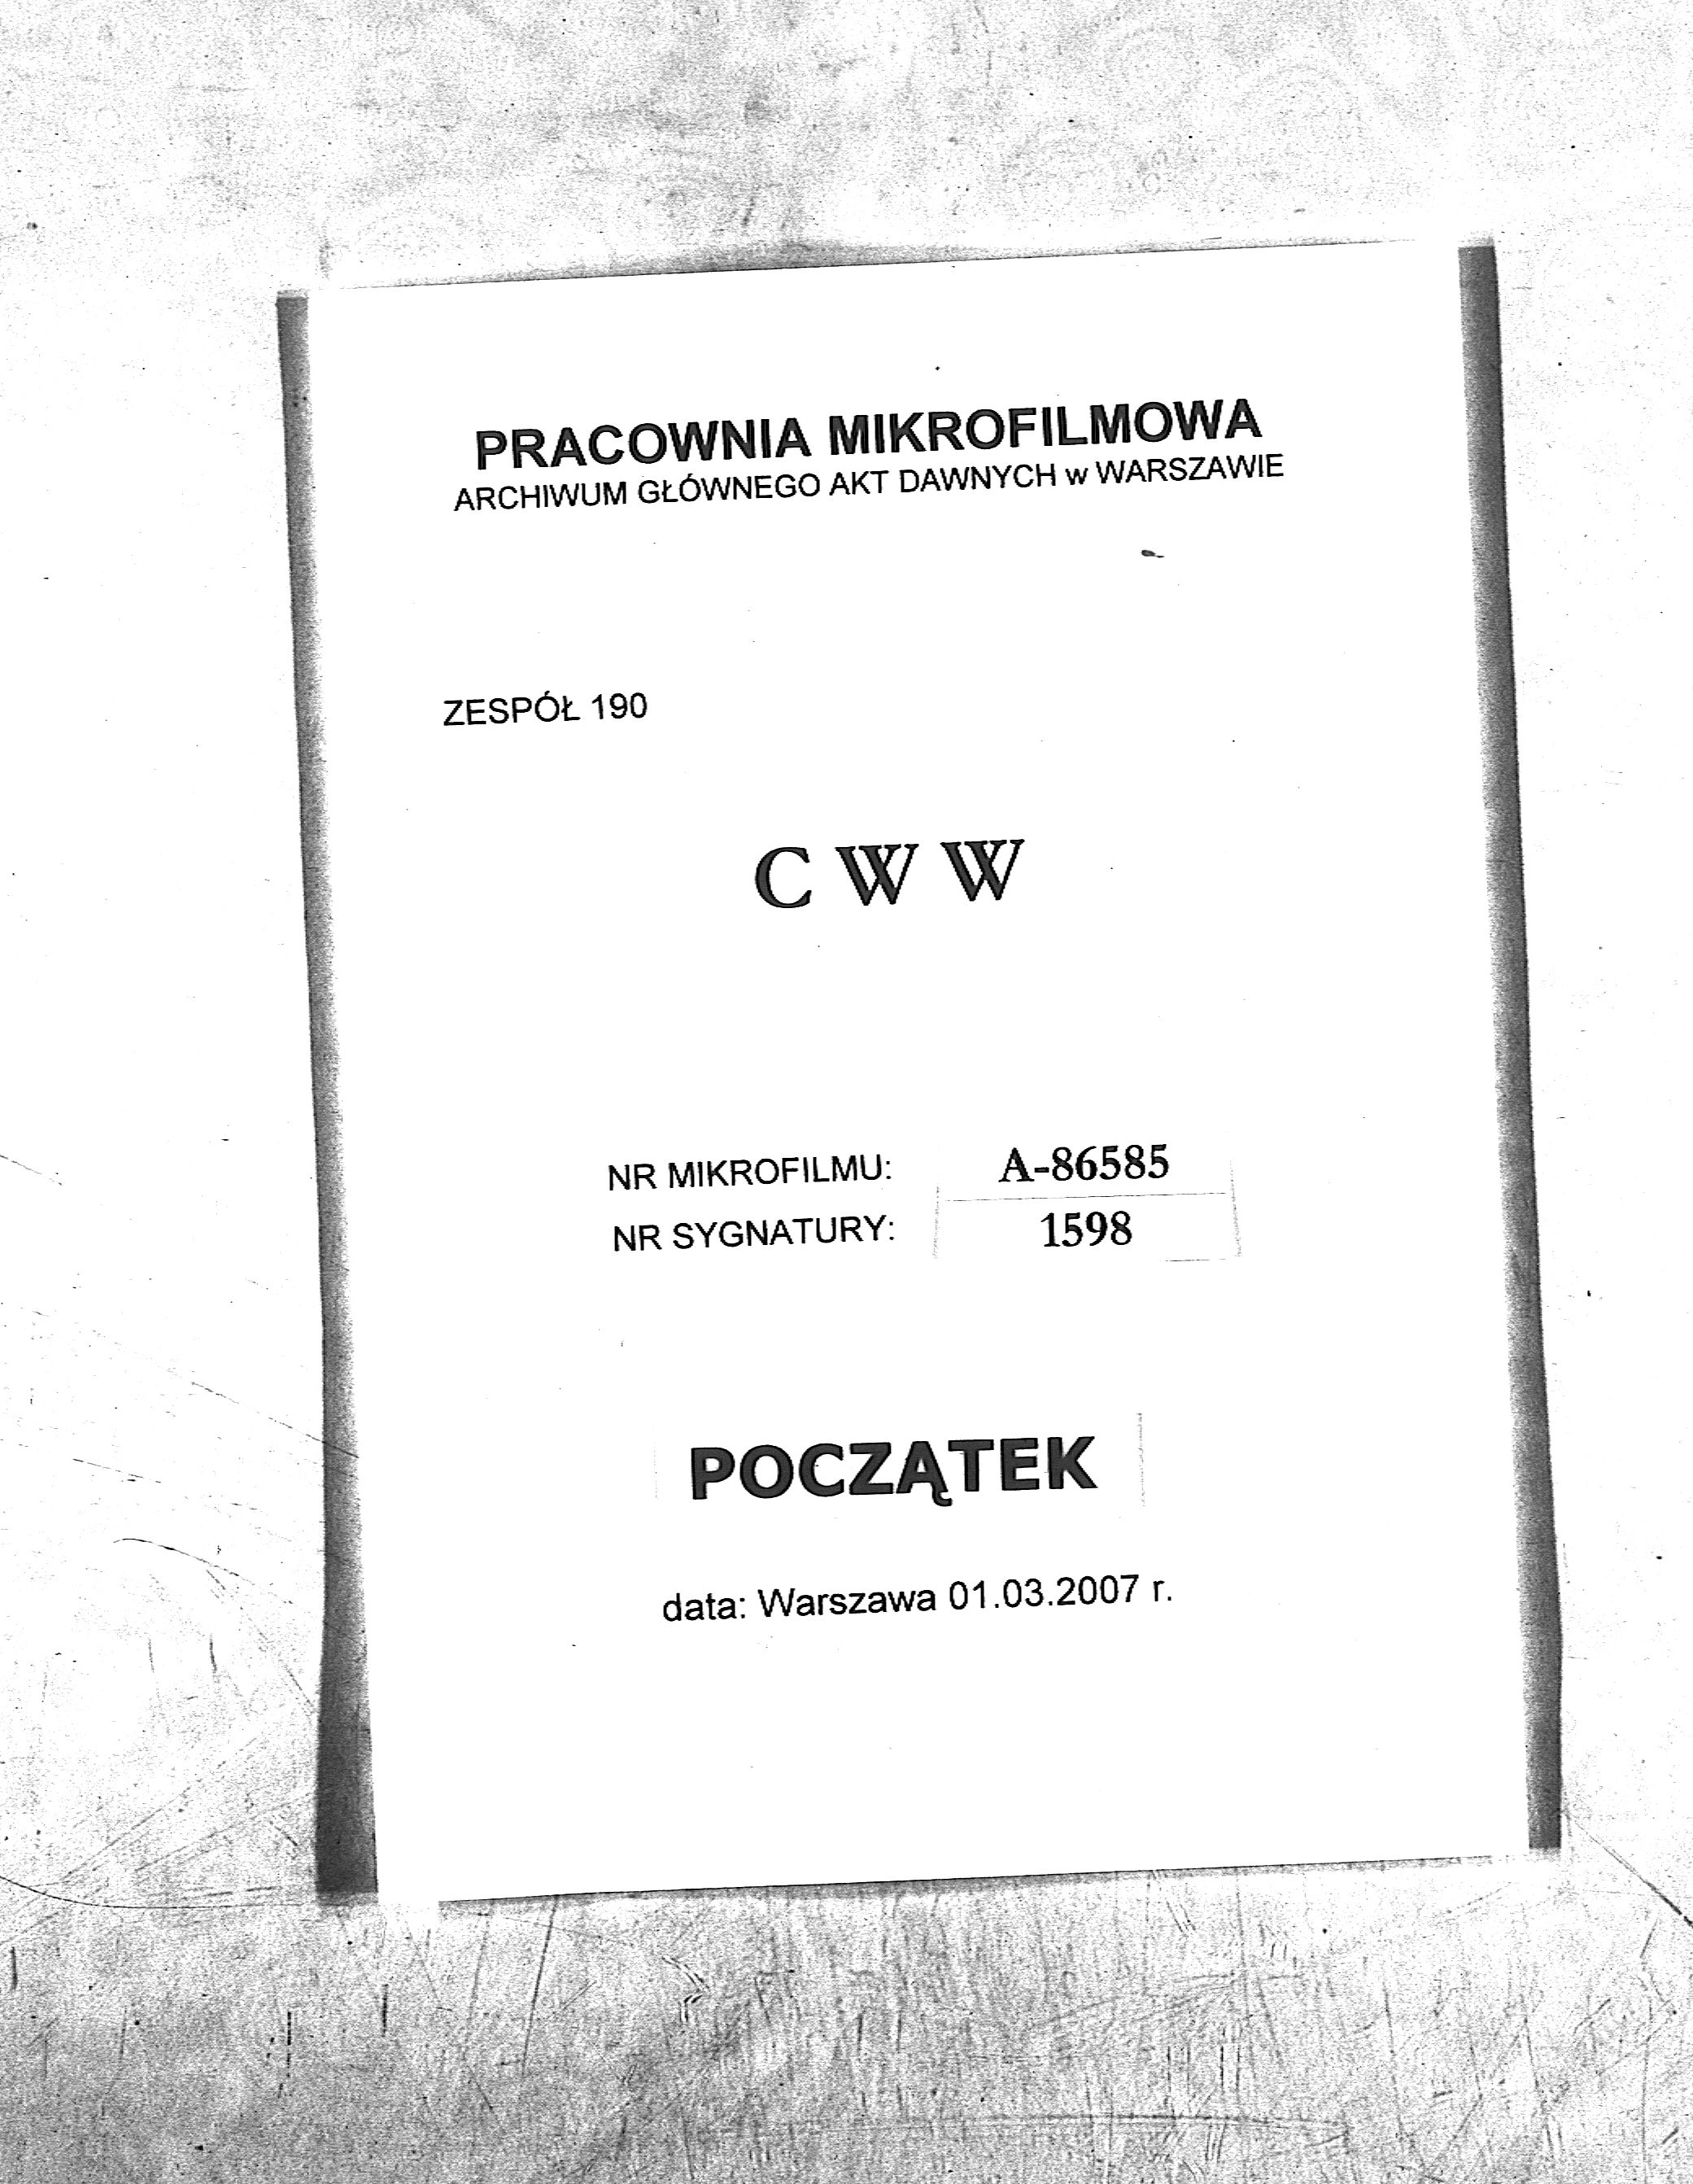 PRACOWNIA MIKROFILMOWA
ARCHIWUM GŁÓWNEGO AKT DAWNYCH w WARSZAWIE
ZESPÓŁ 190
C W W
NR MIKROFILMU: A-86585
NR SYGNATURY: 1598
POCZĄTEK
data: Warszawa 01.03.2007 r.